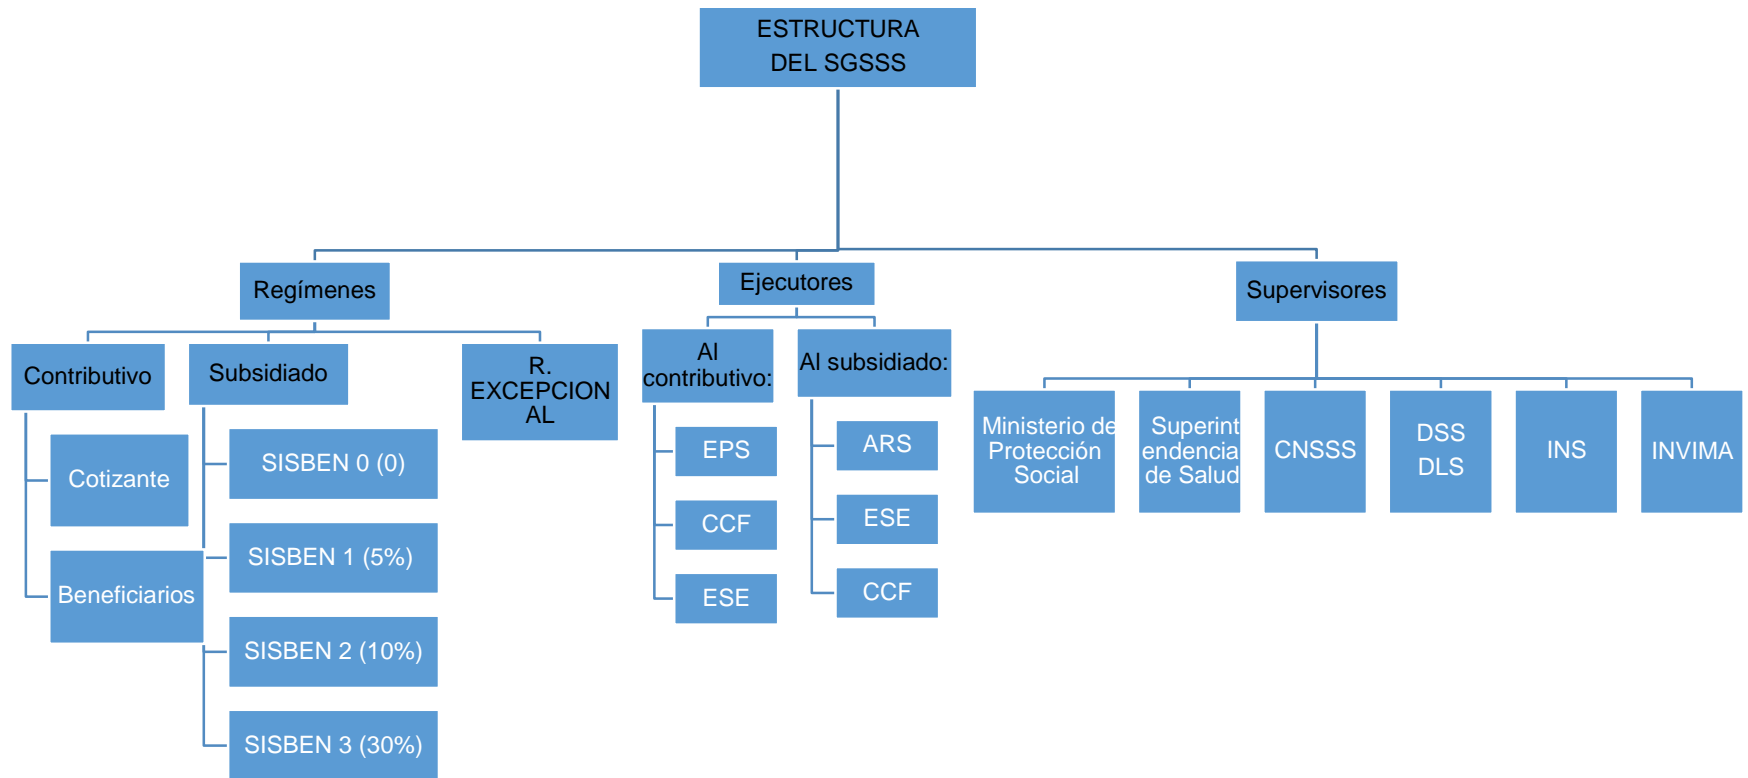 ESTRUCTURA
DEL SGSSS
Regímenes
Ejecutores
Supervisores
Contributivo
Subsidiado
R.
EXCEPCION
AL
Al
contributivo:
Al subsidiado:
Cotizante
Beneficiarios
SISBEN 0 (0)
SISBEN 1 (5%)
SISBEN 2 (10%)
SISBEN 3 (30%)
EPS
CCF
ESE
ARS
ESE
CCF
Ministerio de
Protección
Social
Superint
endencia
de Salud
CNSSS
DSS
DLS
INS
INVIMA